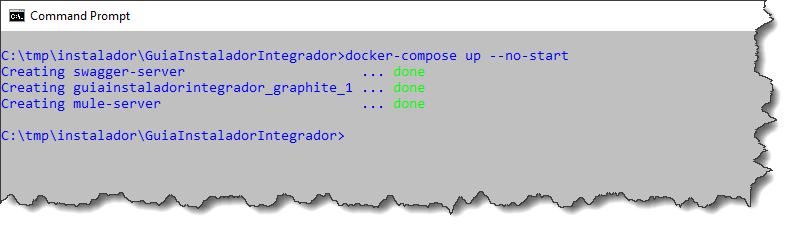 Command Prompt
C:\tmp\instalador\GuiaInstaladorIntegrador>docker-compose up --no-start
Creating swagger-server                      ... done
Creating guiainstaladorintegrador_graphite_1 ... done
Creating mule-server                         ... done
C:\tmp\instalador\GuiaInstaladorIntegrador>